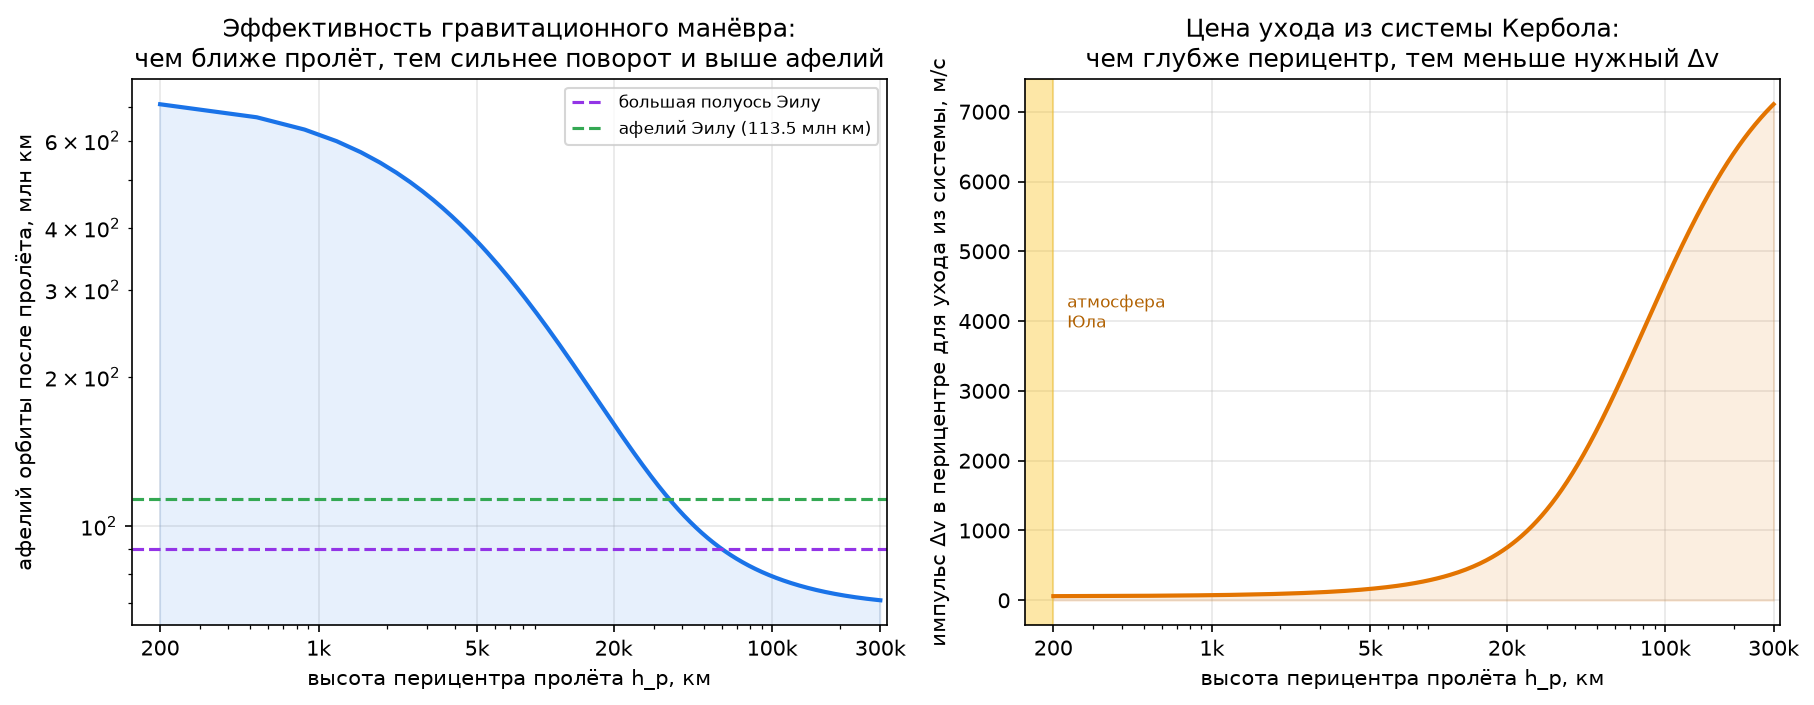 Эффективность гравитационного манёвра:
чем ближе пролёт, тем сильнее поворот и выше афелий
афелий орбиты после пролёта, млн км
6 × 10²
4 × 10²
3 × 10²
2 × 10²
10²
большая полуось Эилу
афелий Эилу (113.5 млн км)
200
1k
5k
20k
100k
300k
высота перицентра пролёта h_p, км
Цена ухода из системы Кербола:
чем глубже перицентр, тем меньше нужный Δv
импульс Δv в перицентре для ухода из системы, м/с
7000
6000
5000
4000
3000
2000
1000
0
атмосфера
Юла
200
1k
5k
20k
100k
300k
высота перицентра пролёта h_p, км